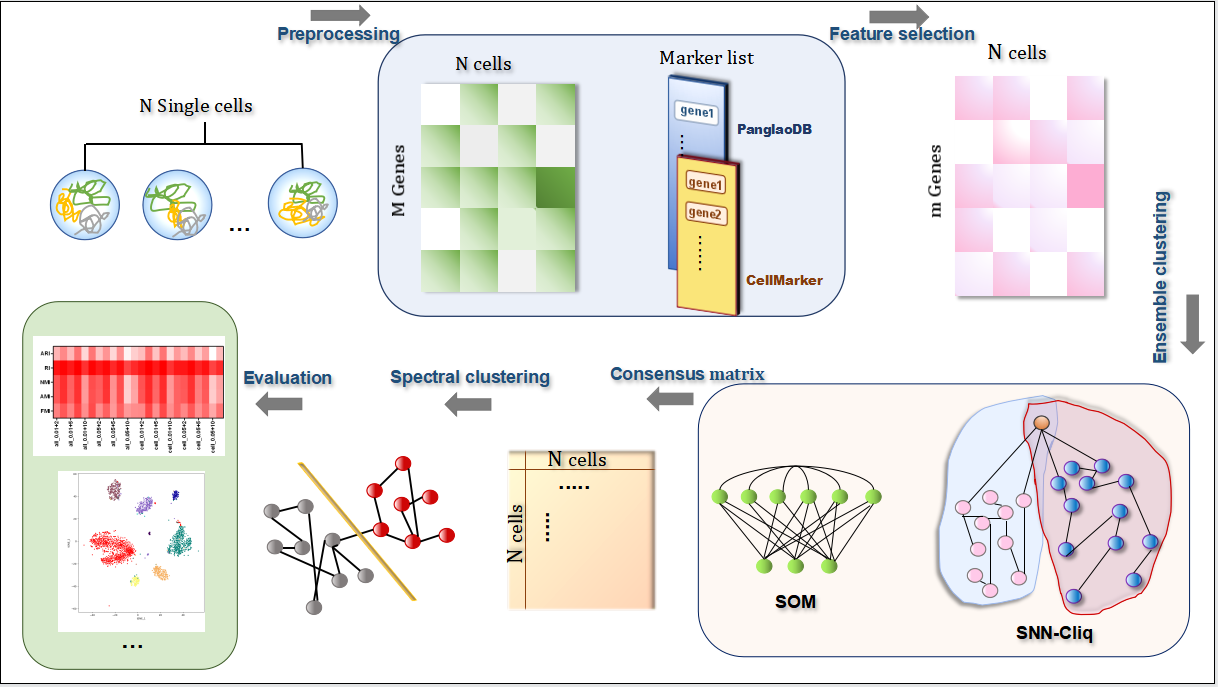 Preprocessing
Feature selection
N Single cells
...
N cells
M Genes
Marker list
gene1
PanglaoDB
gene1
gene2
CellMarker
N cells
m Genes
Ensemble clustering
Consensus matrix
Spectral clustering
Evaluation
SOM
SNN-Cliq
N cells
.....
N cells
.....
ARI
RI
NMI
AMI
FMI
...